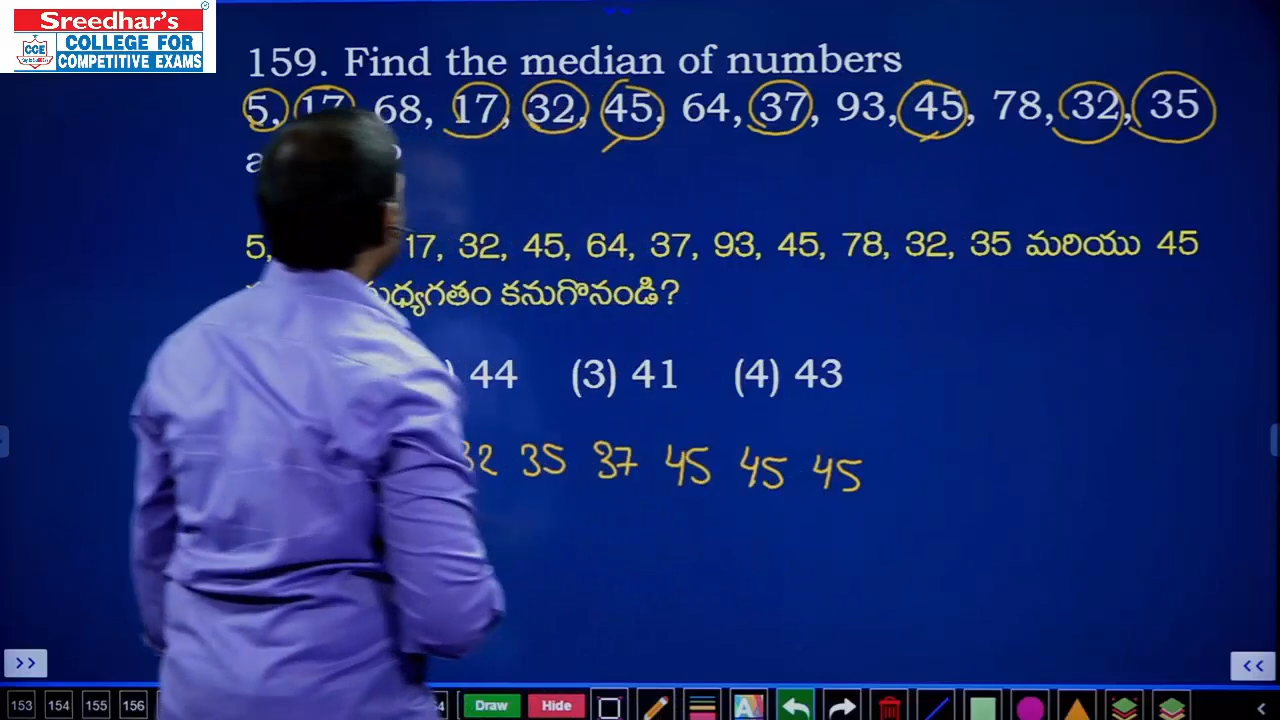 Sreedhar's
CCE
COLLEGE FOR
COMPETITIVE EXAMS
159. Find the median of numbers
5, 17, 68, 17, 32, 45, 64, 37, 93, 45, 78, 32, 35
5, 17, 32, 45, 64, 37, 93, 45, 78, 32, 35 మరియు 45
కనుగొనండి?
44 (3) 41 (4) 43
32 35 37 45 45 45
>> <<
153 154 155 156 Draw Hide